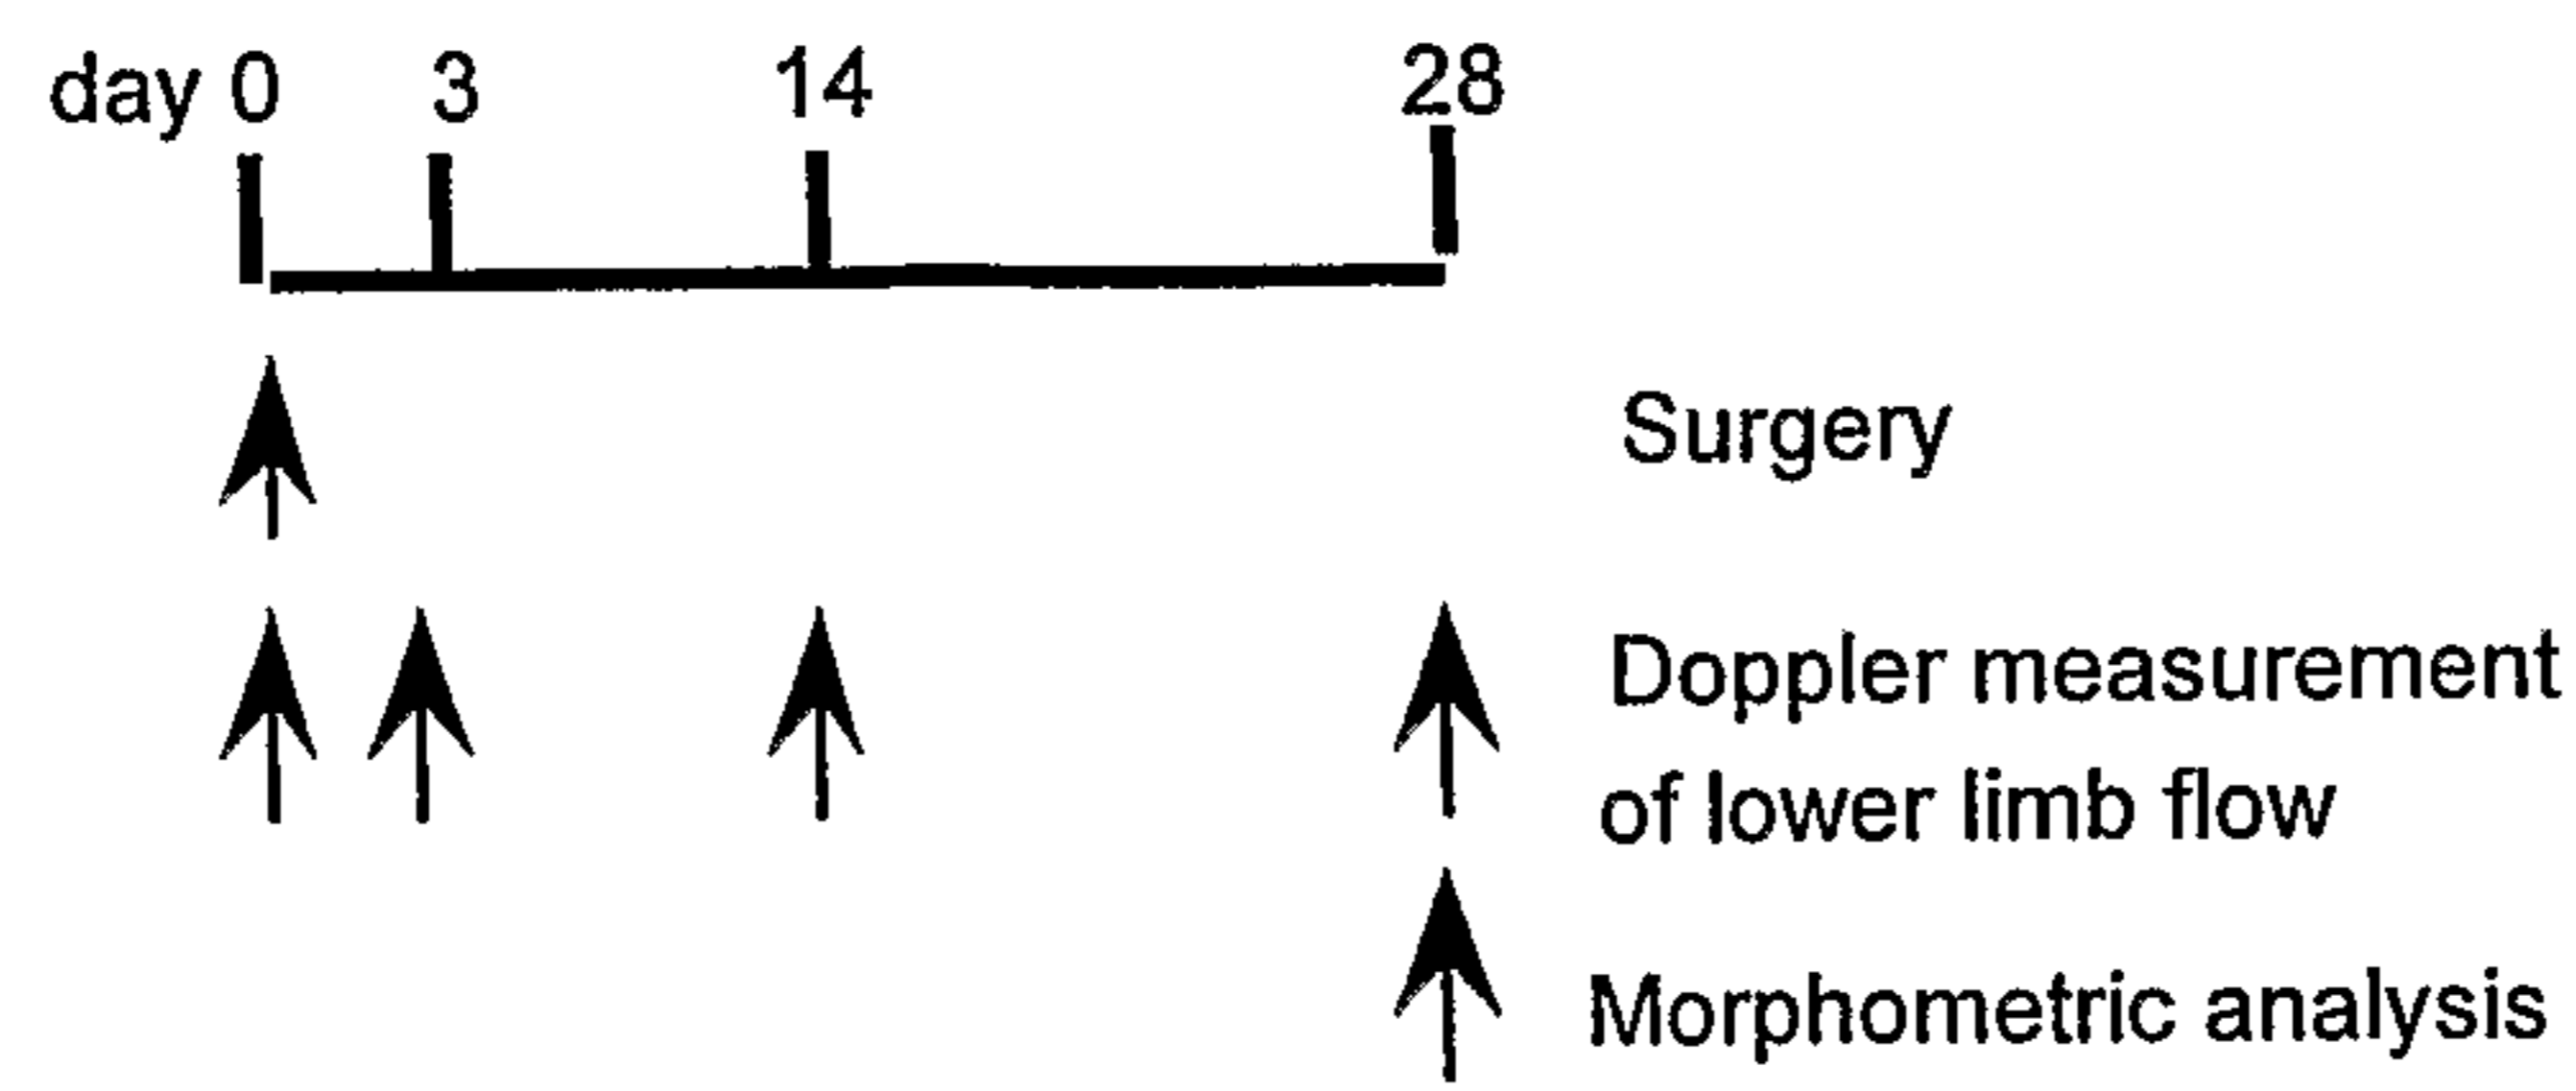 day 0 3 14 28
Surgery
Doppler measurement
of lower limb flow
Morphometric analysis